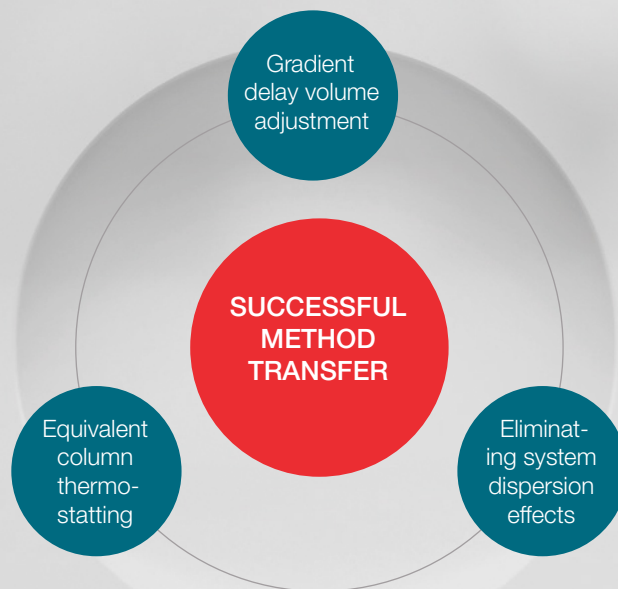 Gradient
delay volume
adjustment
SUCCESSFUL
METHOD
TRANSFER
Equivalent
column
thermo-
statting
Eliminat-
ing system
dispersion
effects